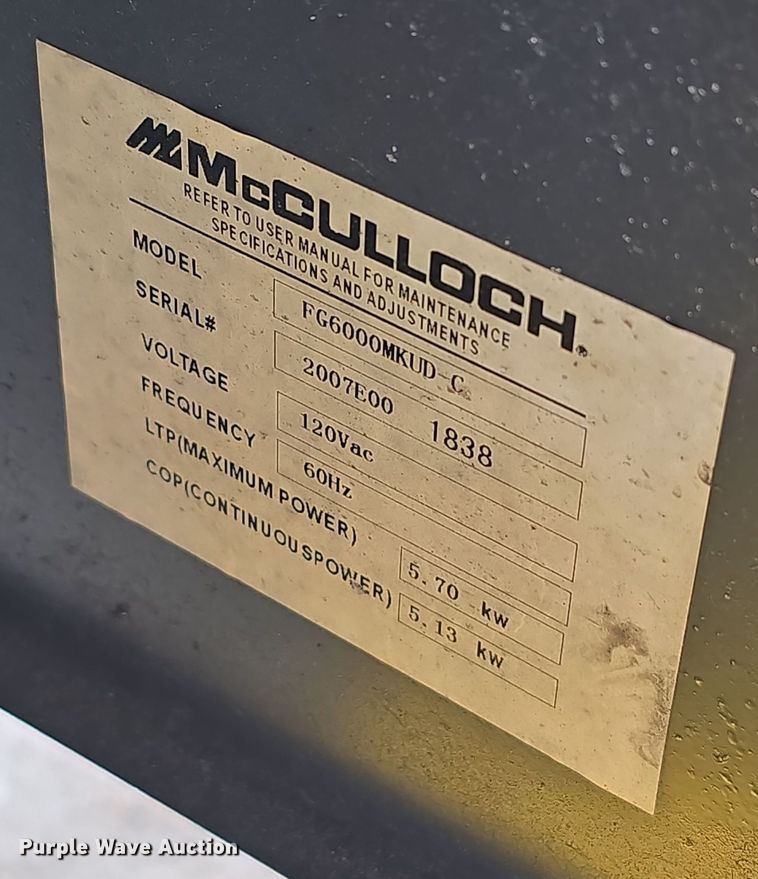 McCULLOCH®
REFER TO USER MANUAL FOR MAINTENANCE
SPECIFICATIONS AND ADJUSTMENTS
MODEL FG6000MKUD-C
SERIAL# 2007E00 1838
VOLTAGE 120Vac
FREQUENCY 60Hz
LTP(MAXIMUM POWER) 5.70 kw
COP(CONTINUOUSPOWER) 5.13 kw
Purple Wave Auction